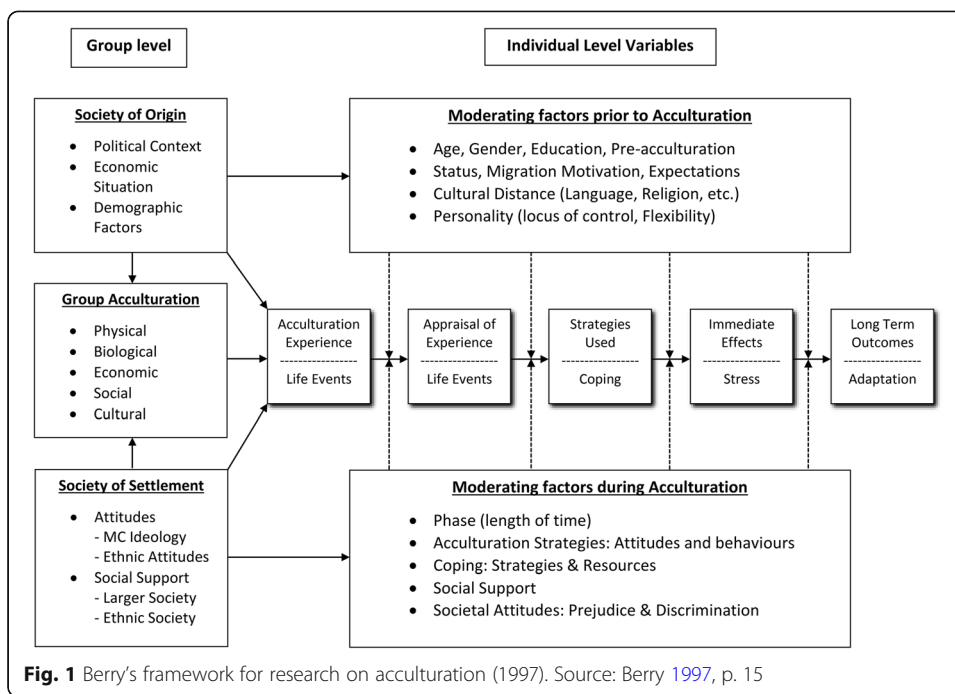 Group level
Individual Level Variables
Society of Origin
• Political Context
• Economic
Situation
• Demographic
Factors
Moderating factors prior to Acculturation
• Age, Gender, Education, Pre-acculturation
• Status, Migration Motivation, Expectations
• Cultural Distance (Language, Religion, etc.)
• Personality (locus of control, Flexibility)
Group Acculturation
• Physical
• Biological
• Economic
• Social
• Cultural
Acculturation
Experience
Life Events
Appraisal of
Experience
Life Events
Strategies
Used
Coping
Immediate
Effects
Stress
Long Term
Outcomes
Adaptation
Society of Settlement
• Attitudes
- MC Ideology
- Ethnic Attitudes
• Social Support
- Larger Society
- Ethnic Society
Moderating factors during Acculturation
• Phase (length of time)
• Acculturation Strategies: Attitudes and behaviours
• Coping: Strategies & Resources
• Social Support
• Societal Attitudes: Prejudice & Discrimination
Fig. 1 Berry's framework for research on acculturation (1997). Source: Berry 1997, p. 15